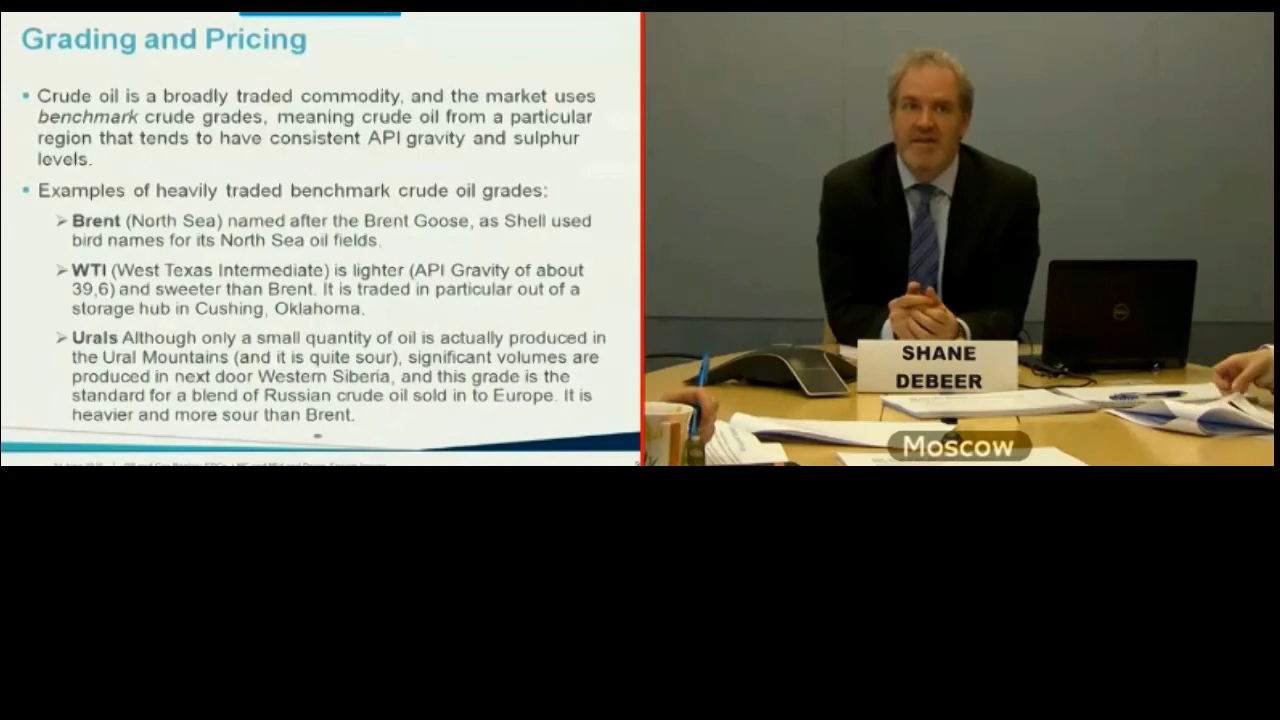 Grading and Pricing
▪ Crude oil is a broadly traded commodity, and the market uses
benchmark crude grades, meaning crude oil from a particular
region that tends to have consistent API gravity and sulphur
levels.
▪ Examples of heavily traded benchmark crude oil grades:
➢ Brent (North Sea) named after the Brent Goose, as Shell used
bird names for its North Sea oil fields.
➢ WTI (West Texas Intermediate) is lighter (API Gravity of about
39,6) and sweeter than Brent. It is traded in particular out of a
storage hub in Cushing, Oklahoma.
➢ Urals Although only a small quantity of oil is actually produced in
the Ural Mountains (and it is quite sour), significant volumes are
produced in next door Western Siberia, and this grade is the
standard for a blend of Russian crude oil sold in to Europe. It is
heavier and more sour than Brent.
SHANE
DEBEER
Moscow